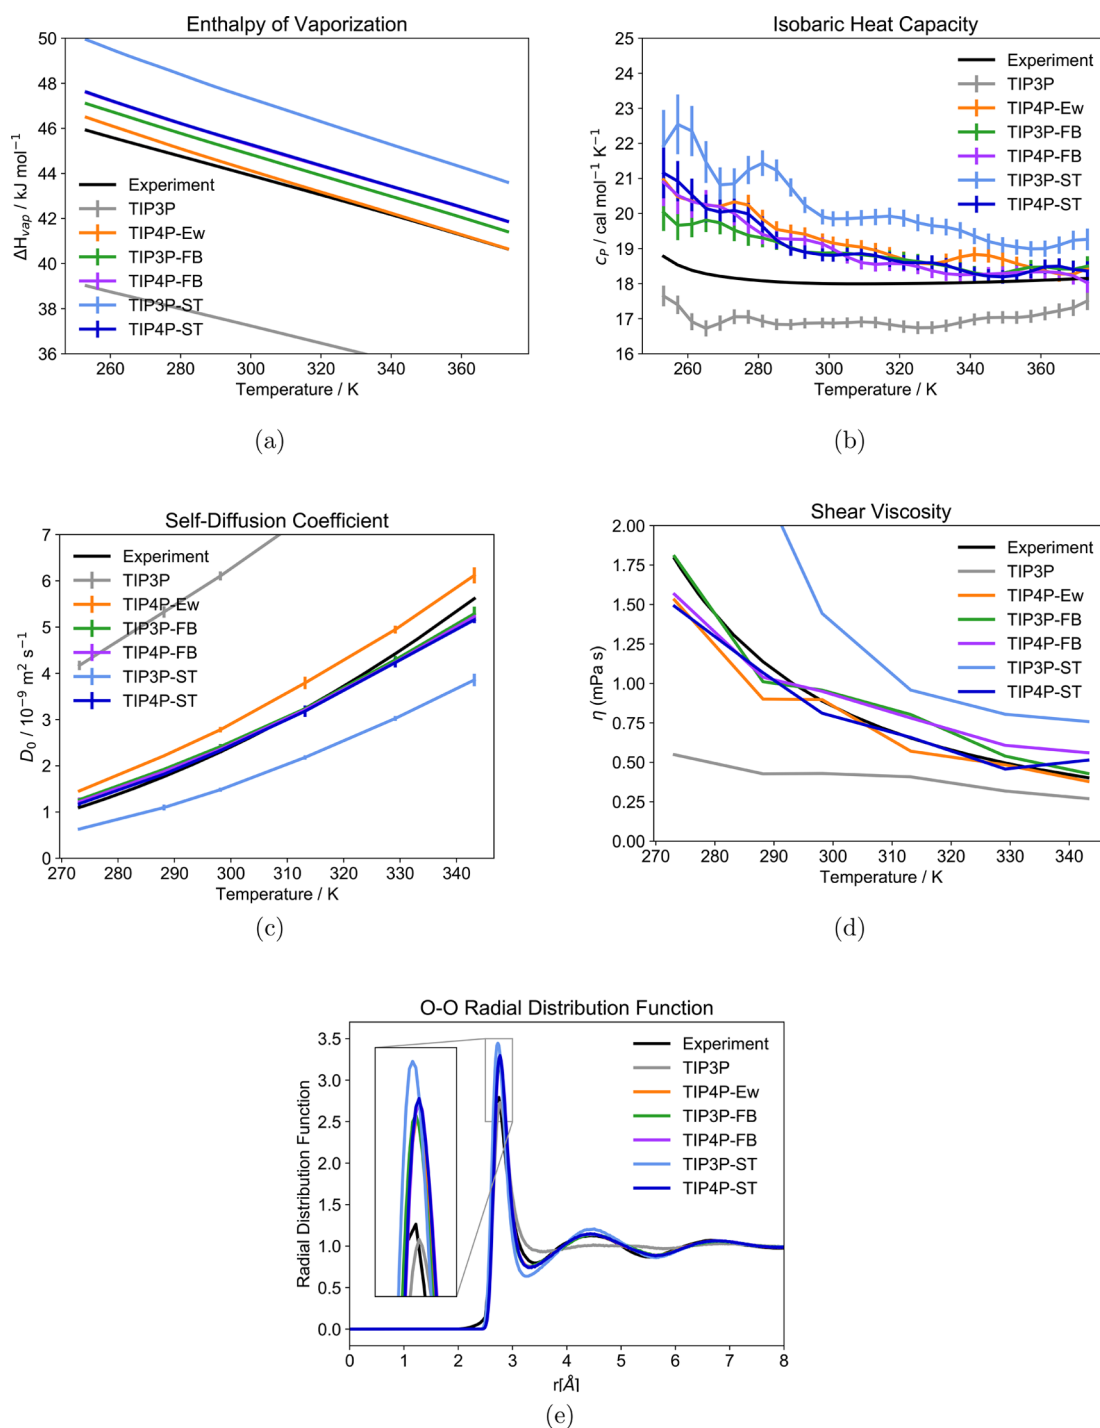 Enthalpy of Vaporization
50
48
46
44
42
40
38
36
ΔHvap / kJ mol−1
Experiment
TIP3P
TIP4P-Ew
TIP3P-FB
TIP4P-FB
TIP3P-ST
TIP4P-ST
260 280 300 320 340 360
Temperature / K
(a)
Isobaric Heat Capacity
25
24
23
22
21
20
19
18
17
16
cP / cal mol−1 K−1
Experiment
TIP3P
TIP4P-Ew
TIP3P-FB
TIP4P-FB
TIP3P-ST
TIP4P-ST
260 280 300 320 340 360
Temperature / K
(b)
Self-Diffusion Coefficient
7
6
5
4
3
2
1
0
D0 / 10−9 m2 s−1
Experiment
TIP3P
TIP4P-Ew
TIP3P-FB
TIP4P-FB
TIP3P-ST
TIP4P-ST
270 280 290 300 310 320 330 340
Temperature / K
(c)
Shear Viscosity
2.00
1.75
1.50
1.25
1.00
0.75
0.50
0.25
0.00
η (mPa s)
Experiment
TIP3P
TIP4P-Ew
TIP3P-FB
TIP4P-FB
TIP3P-ST
TIP4P-ST
270 280 290 300 310 320 330 340
Temperature / K
(d)
O-O Radial Distribution Function
3.5
3.0
2.5
2.0
1.5
1.0
0.5
0.0
Radial Distribution Function
Experiment
TIP3P
TIP4P-Ew
TIP3P-FB
TIP4P-FB
TIP3P-ST
TIP4P-ST
0 1 2 3 4 5 6 7 8
r[Å]
(e)